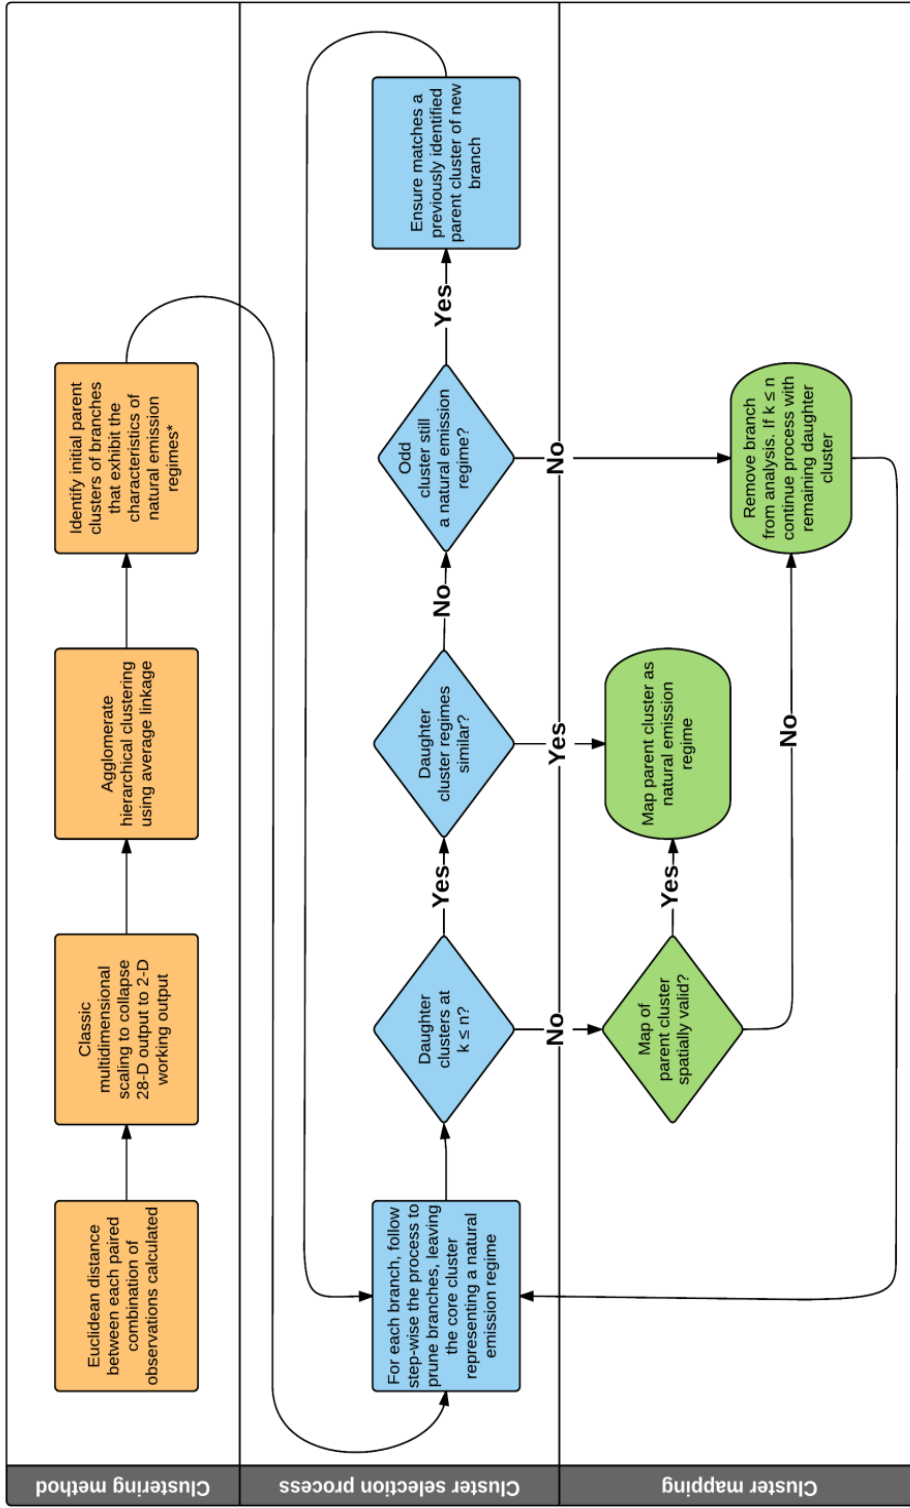 Clustering method
Euclidean distance
between each paired
combination of
observations calculated
Classic
multidimensional
scaling to collapse
28-D output to 2-D
working output
Agglomerate
hierarchical clustering
using average linkage
Identify initial parent
clusters of branches
that exhibit the
characteristics of
natural emission
regimes*
Cluster selection process
For each branch, follow
step-wise the process to
prune branches, leaving
the core cluster
representing a natural
emission regime
Daughter
clusters at
k ≤ n?
Yes
No
Daughter
cluster regimes
similar?
No
Yes
Odd
cluster still
a natural emission
regime?
Yes
No
Ensure matches a
previously identified
parent cluster of new
branch
Cluster mapping
Map of
parent cluster
spatially valid?
Yes
No
Map parent cluster as
natural emission
regime
Remove branch
from analysis. If k ≤ n
continue process with
remaining daughter
cluster